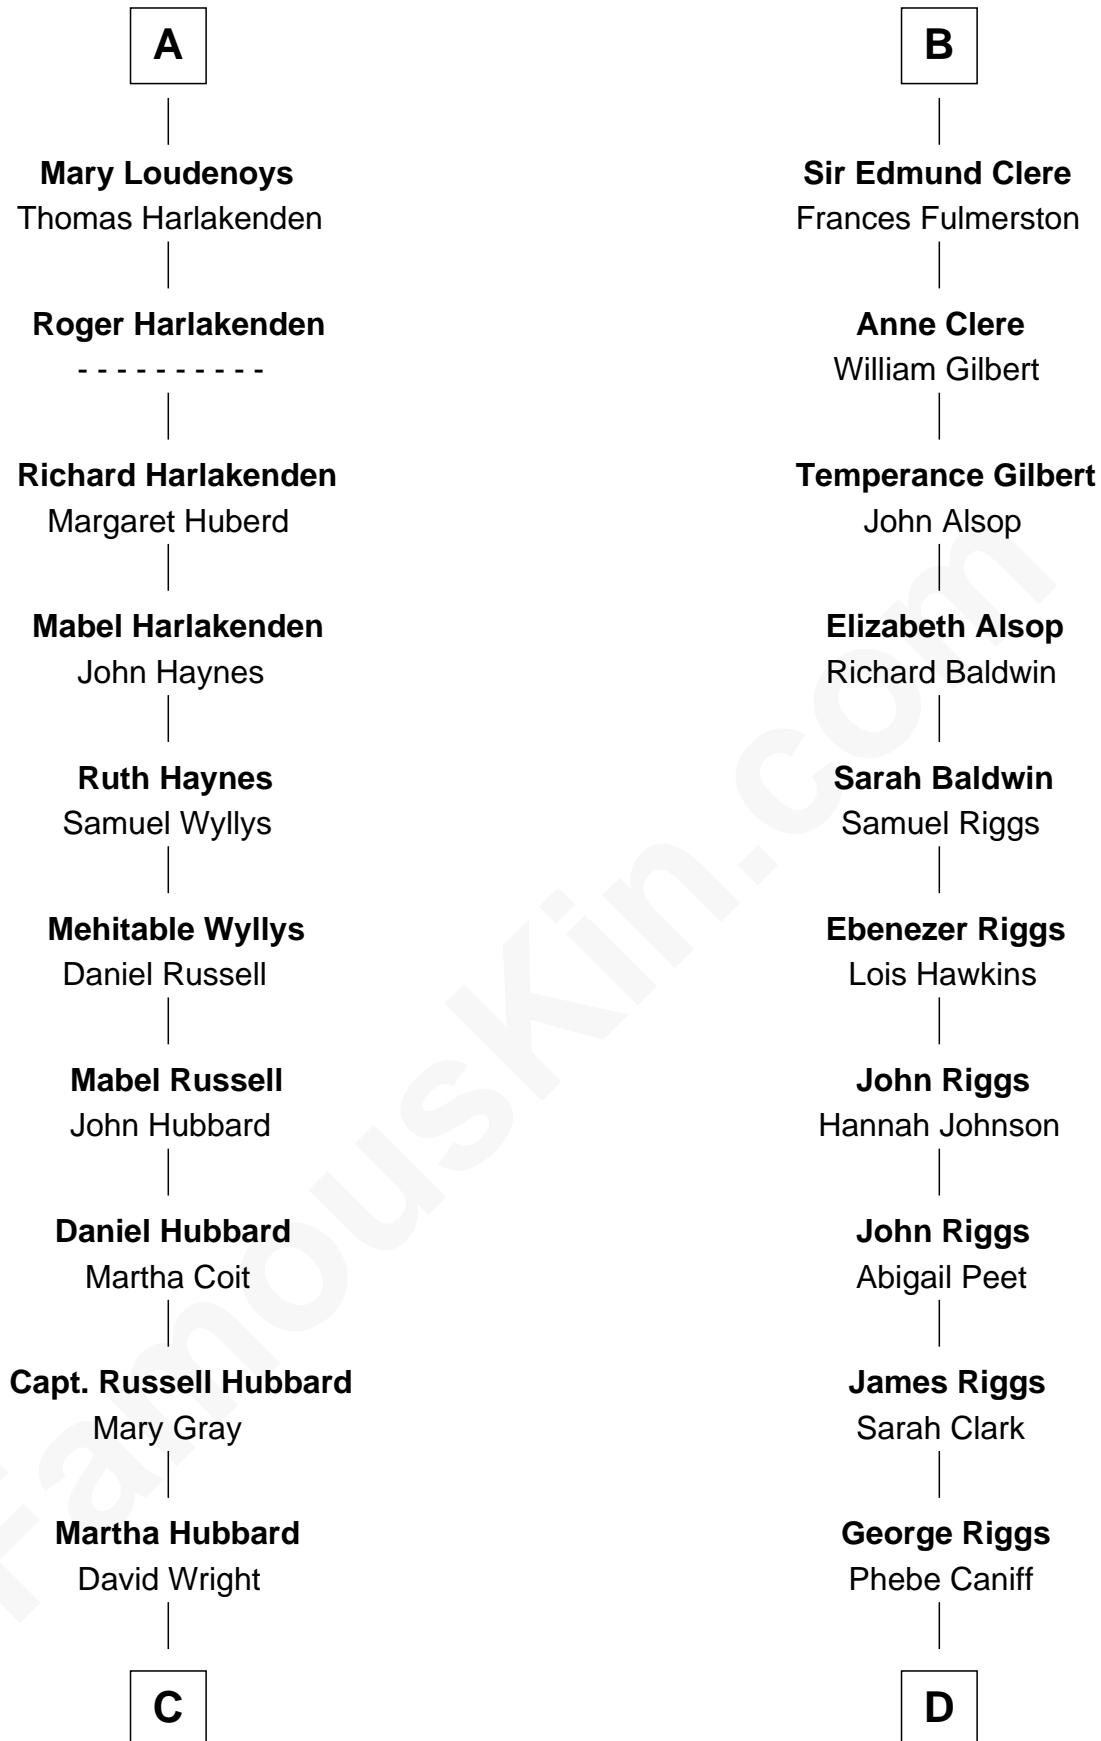 A
Mary Loudenoys
Thomas Harlakenden
Roger Harlakenden
- - - - - - - - - -
Richard Harlakenden
Margaret Huberd
Mabel Harlakenden
John Haynes
Ruth Haynes
Samuel Wyllys
Mehitable Wyllys
Daniel Russell
Mabel Russell
John Hubbard
Daniel Hubbard
Martha Coit
Capt. Russell Hubbard
Mary Gray
Martha Hubbard
David Wright
C
B
Sir Edmund Clere
Frances Fulmerston
Anne Clere
William Gilbert
Temperance Gilbert
John Alsop
Elizabeth Alsop
Richard Baldwin
Sarah Baldwin
Samuel Riggs
Ebenezer Riggs
Lois Hawkins
John Riggs
Hannah Johnson
John Riggs
Abigail Peet
James Riggs
Sarah Clark
George Riggs
Phebe Caniff
D
FamousKin.com